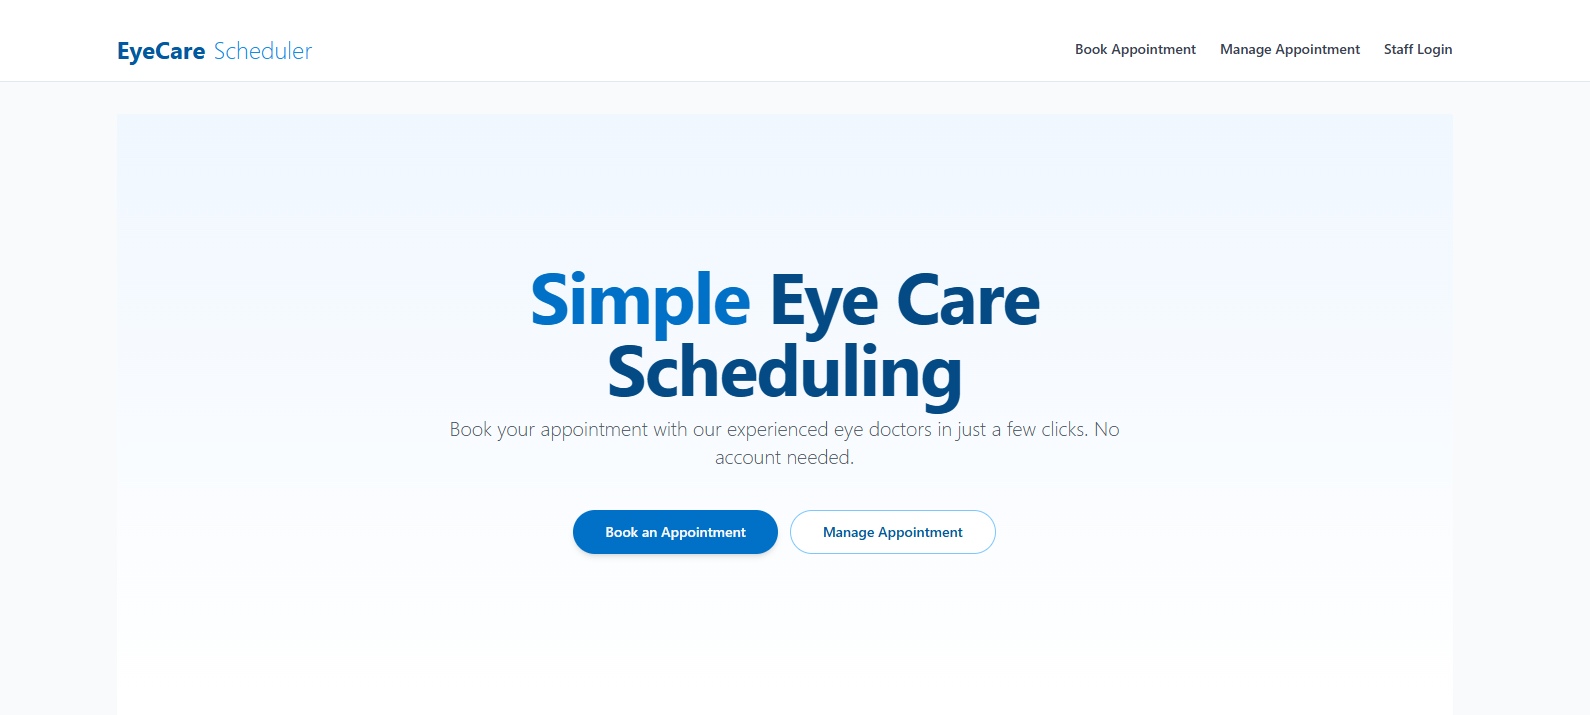 EyeCare Scheduler
Book Appointment
Manage Appointment
Staff Login
Simple Eye Care
Scheduling
Book your appointment with our experienced eye doctors in just a few clicks. No
account needed.
Book an Appointment
Manage Appointment